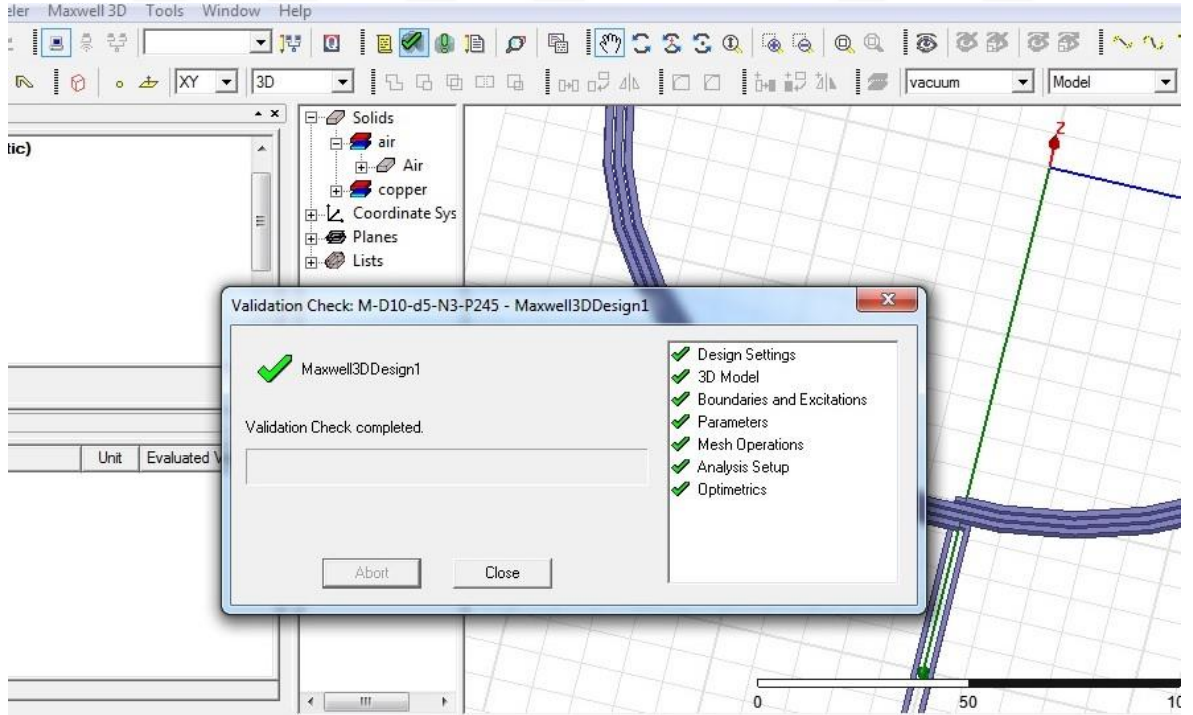 eler Maxwell 3D Tools Window Help
XY 3D vacuum Model
tic)
Solids
air
Air
copper
Coordinate Sys
Planes
Lists
Z
Validation Check: M-D10-d5-N3-P245 - Maxwell3DDesign1
Maxwell3DDesign1
Validation Check completed.
Design Settings
3D Model
Boundaries and Excitations
Parameters
Mesh Operations
Analysis Setup
Optimetrics
Unit Evaluated V
Abort Close
0 50 10